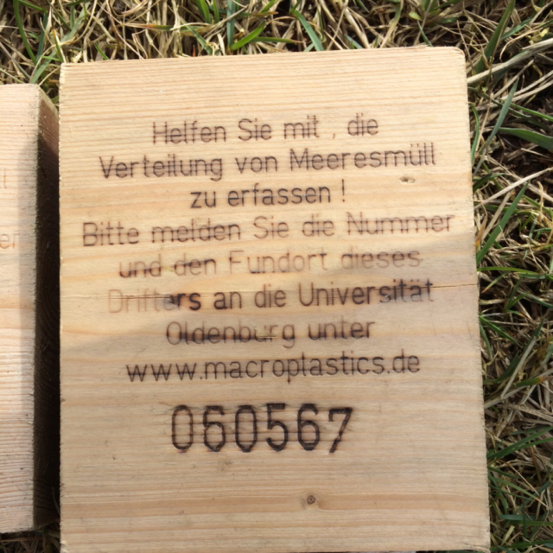 Helfen Sie mit, die
Verteilung von Meeresmüll
zu erfassen!
Bitte melden Sie die Nummer
und den Fundort dieses
Drifters an die Universität
Oldenburg unter
www.macroplastics.de
060567